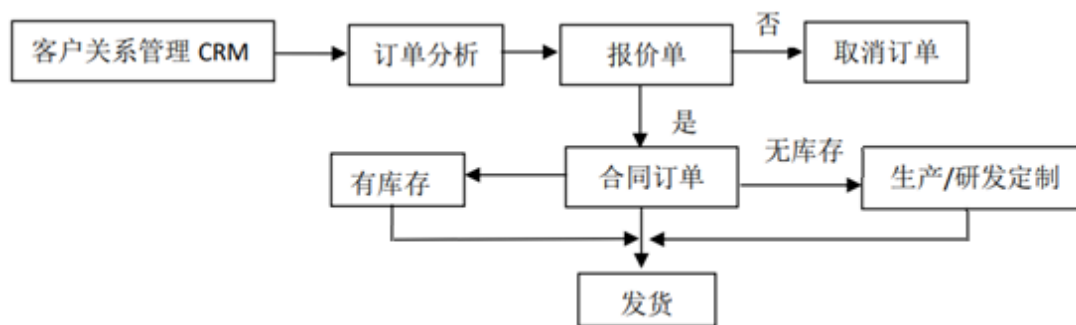 客户关系管理 CRM
订单分析
报价单
否
取消订单
是
有库存
合同订单
无库存
生产/研发定制
发货